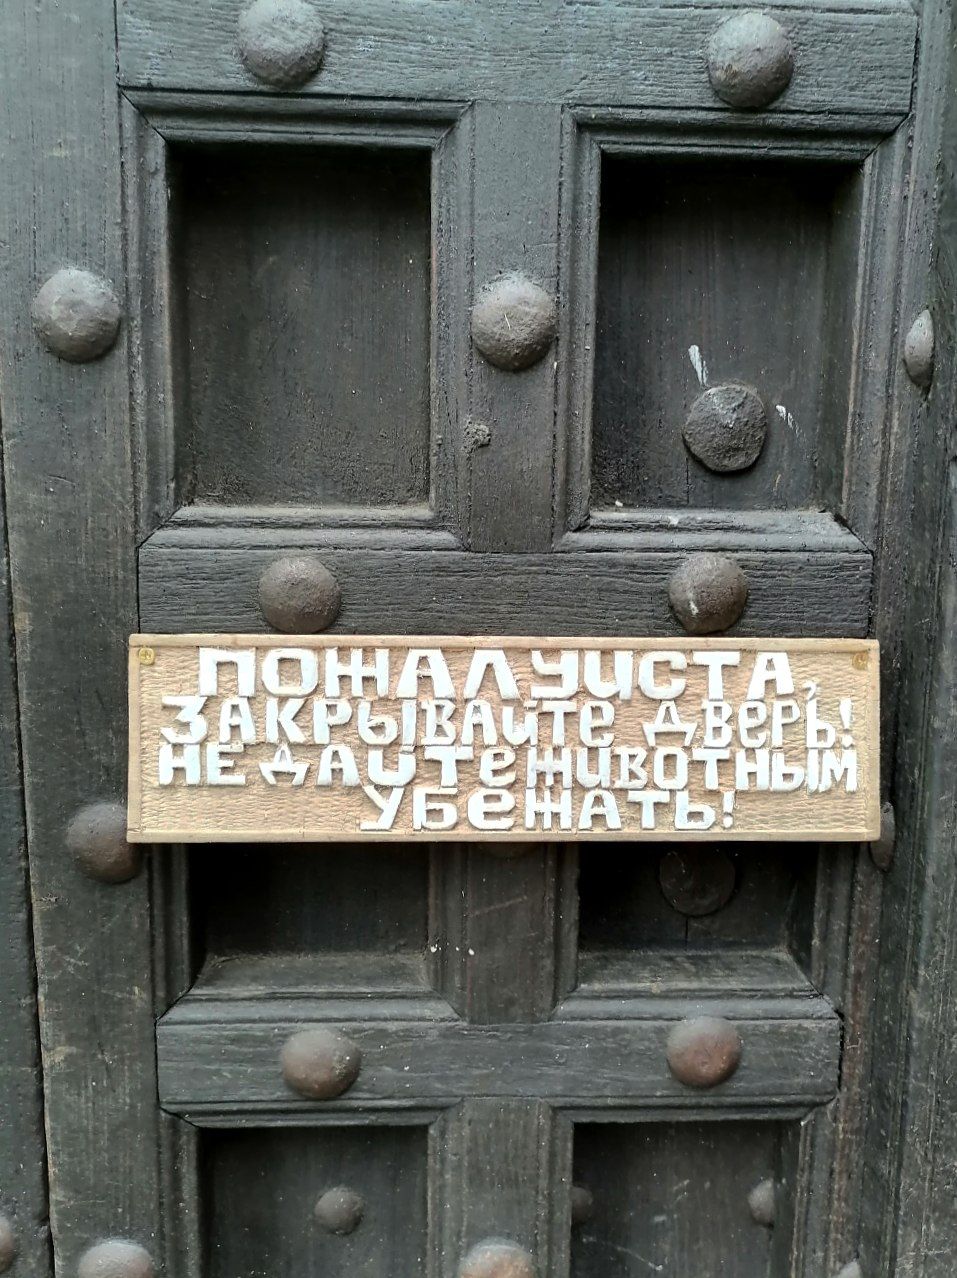 ПОЖАЛУЙСТА,
ЗАКРЫВАЙТЕ ДВЕРЬ!
НЕ ДАЙТЕ ЖИВОТНЫМ
УБЕЖАТЬ!